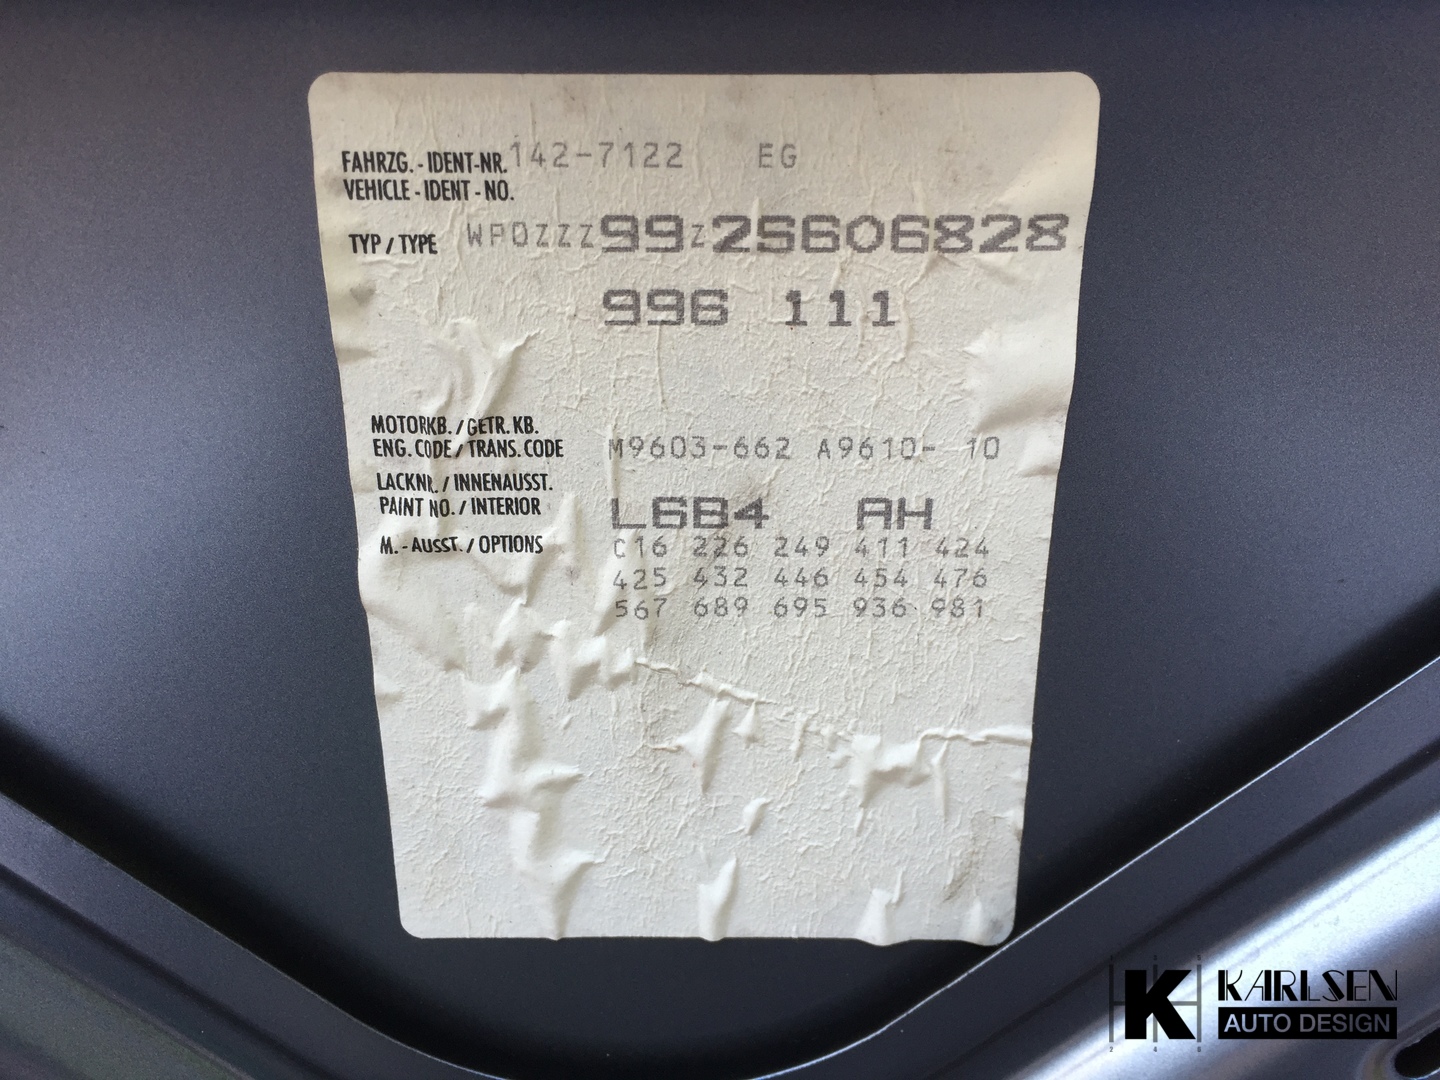 FAHRZG.-IDENT-NR. 142-7122 EG
VEHICLE-IDENT-NO.
TYP/TYPE WP0ZZZ99Z2S606828
996 111
MOTORKB./GETR.KB.
ENG.CODE/TRANS.CODE M9603-662 A9610- 10
LACKNR./INNENAUSST.
PAINT NO./INTERIOR L6B4 AH
M.-AUSST./OPTIONS C16 226 249 411 424
425 432 446 454 476
567 689 695 936 981
K KARLSEN
AUTO DESIGN